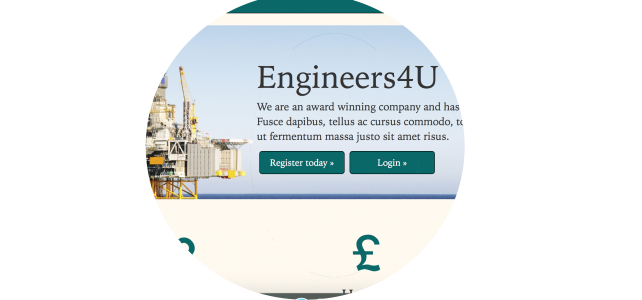 Engineers4U
We are an award winning company and has
Fusce dapibus, tellus ac cursus commodo,
ut fermentum massa justo sit amet risus.
Register today »
Login »
£